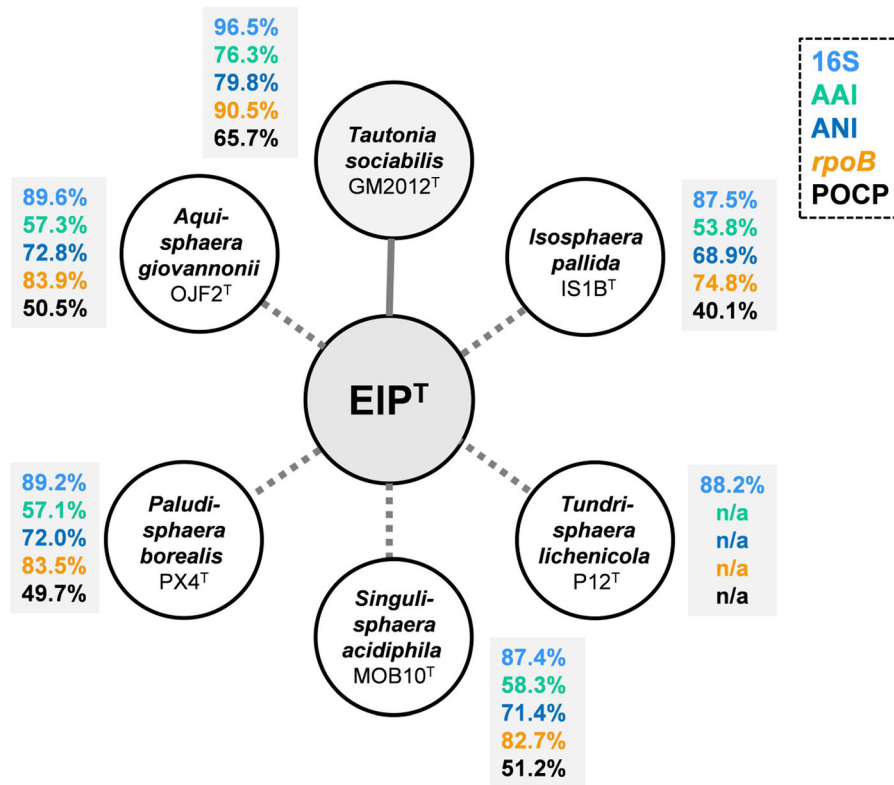 96.5%
76.3%
79.8%
90.5%
65.7%
Tautonia
sociabilis
GM2012ᵀ
16S
AAI
ANI
rpoB
POCP
89.6%
57.3%
72.8%
83.9%
50.5%
Aqui-
sphaera
giovannonii
OJF2ᵀ
Isosphaera
pallida
IS1Bᵀ
87.5%
53.8%
68.9%
74.8%
40.1%
EIPᵀ
89.2%
57.1%
72.0%
83.5%
49.7%
Paludi-
sphaera
borealis
PX4ᵀ
Singuli-
sphaera
acidiphila
MOB10ᵀ
87.4%
58.3%
71.4%
82.7%
51.2%
Tundri-
sphaera
lichenicola
P12ᵀ
88.2%
n/a
n/a
n/a
n/a